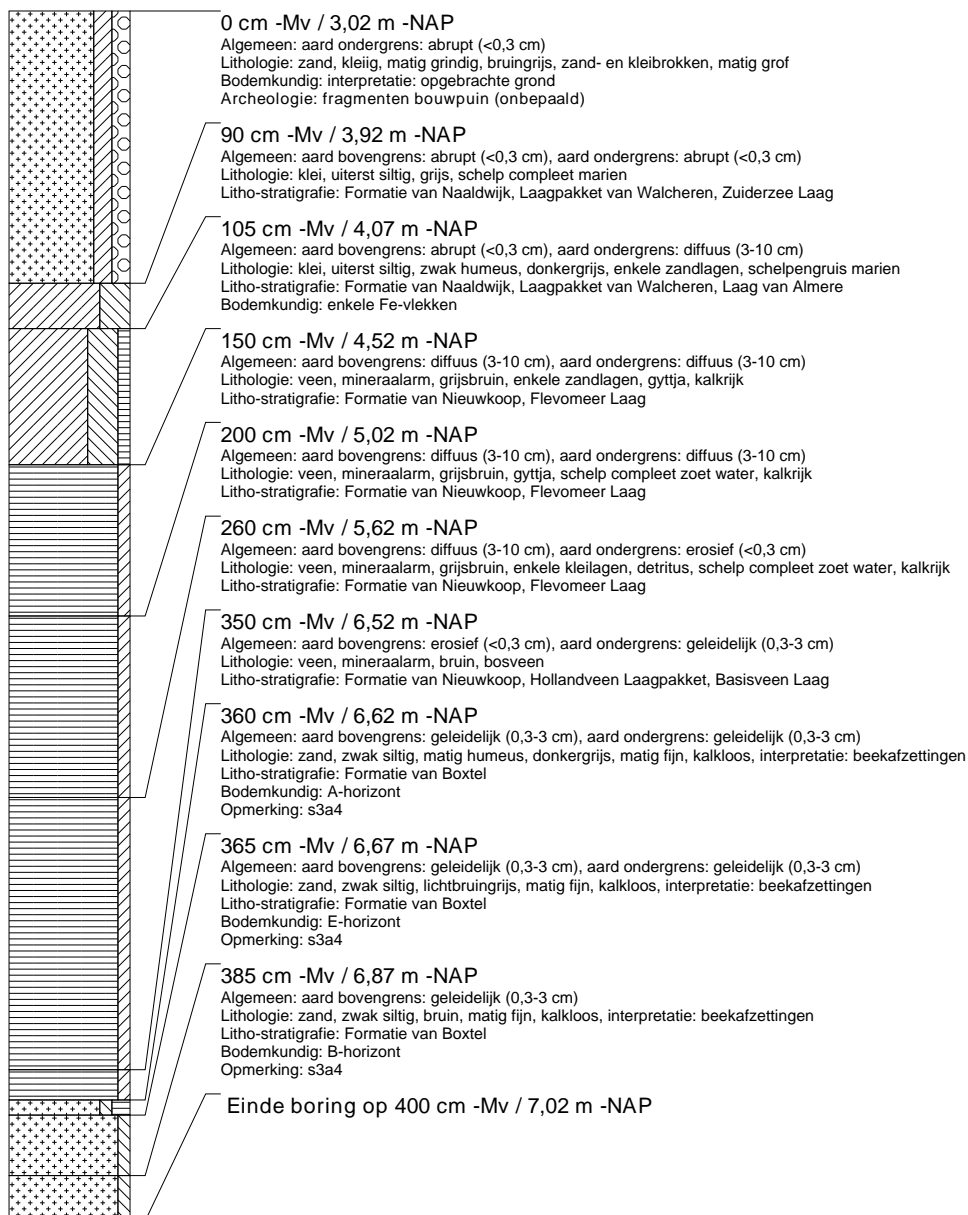 0 cm -Mv / 3,02 m -NAP
Algemeen: aard ondergrens: abrupt (<0,3 cm)
Lithologie: zand, kleiig, matig grindig, bruingrijs, zand- en kleibrokken, matig grof
Bodemkundig: interpretatie: opgebrachte grond
Archeologie: fragmenten bouwpuin (onbepaald)
90 cm -Mv / 3,92 m -NAP
Algemeen: aard bovengrens: abrupt (<0,3 cm), aard ondergrens: abrupt (<0,3 cm)
Lithologie: klei, uiterst siltig, grijs, schelp compleet marien
Litho-stratigrafie: Formatie van Naaldwijk, Laagpakket van Walcheren, Zuiderzee Laag
105 cm -Mv / 4,07 m -NAP
Algemeen: aard bovengrens: abrupt (<0,3 cm), aard ondergrens: diffuus (3-10 cm)
Lithologie: klei, uiterst siltig, zwak humeus, donkergrijs, enkele zandlagen, schelpengruis marien
Litho-stratigrafie: Formatie van Naaldwijk, Laagpakket van Walcheren, Laag van Almere
Bodemkundig: enkele Fe-vlekken
150 cm -Mv / 4,52 m -NAP
Algemeen: aard bovengrens: diffuus (3-10 cm), aard ondergrens: diffuus (3-10 cm)
Lithologie: veen, mineraalarm, grijsbruin, enkele zandlagen, gyttja, kalkrijk
Litho-stratigrafie: Formatie van Nieuwkoop, Flevomeer Laag
200 cm -Mv / 5,02 m -NAP
Algemeen: aard bovengrens: diffuus (3-10 cm), aard ondergrens: diffuus (3-10 cm)
Lithologie: veen, mineraalarm, grijsbruin, gyttja, schelp compleet zoet water, kalkrijk
Litho-stratigrafie: Formatie van Nieuwkoop, Flevomeer Laag
260 cm -Mv / 5,62 m -NAP
Algemeen: aard bovengrens: diffuus (3-10 cm), aard ondergrens: erosief (<0,3 cm)
Lithologie: veen, mineraalarm, grijsbruin, enkele kleilagen, detritus, schelp compleet zoet water, kalkrijk
Litho-stratigrafie: Formatie van Nieuwkoop, Flevomeer Laag
350 cm -Mv / 6,52 m -NAP
Algemeen: aard bovengrens: erosief (<0,3 cm), aard ondergrens: geleidelijk (0,3-3 cm)
Lithologie: veen, mineraalarm, bruin, bosveen
Litho-stratigrafie: Formatie van Nieuwkoop, Hollandveen Laagpakket, Basisveen Laag
360 cm -Mv / 6,62 m -NAP
Algemeen: aard bovengrens: geleidelijk (0,3-3 cm), aard ondergrens: geleidelijk (0,3-3 cm)
Lithologie: zand, zwak siltig, matig humeus, donkergrijs, matig fijn, kalkloos, interpretatie: beekafzettingen
Litho-stratigrafie: Formatie van Boxtel
Bodemkundig: A-horizont
Opmerking: s3a4
365 cm -Mv / 6,67 m -NAP
Algemeen: aard bovengrens: geleidelijk (0,3-3 cm), aard ondergrens: geleidelijk (0,3-3 cm)
Lithologie: zand, zwak siltig, lichtbruingrijs, matig fijn, kalkloos, interpretatie: beekafzettingen
Litho-stratigrafie: Formatie van Boxtel
Bodemkundig: E-horizont
Opmerking: s3a4
385 cm -Mv / 6,87 m -NAP
Algemeen: aard bovengrens: geleidelijk (0,3-3 cm)
Lithologie: zand, zwak siltig, bruin, matig fijn, kalkloos, interpretatie: beekafzettingen
Litho-stratigrafie: Formatie van Boxtel
Bodemkundig: B-horizont
Opmerking: s3a4
Einde boring op 400 cm -Mv / 7,02 m -NAP